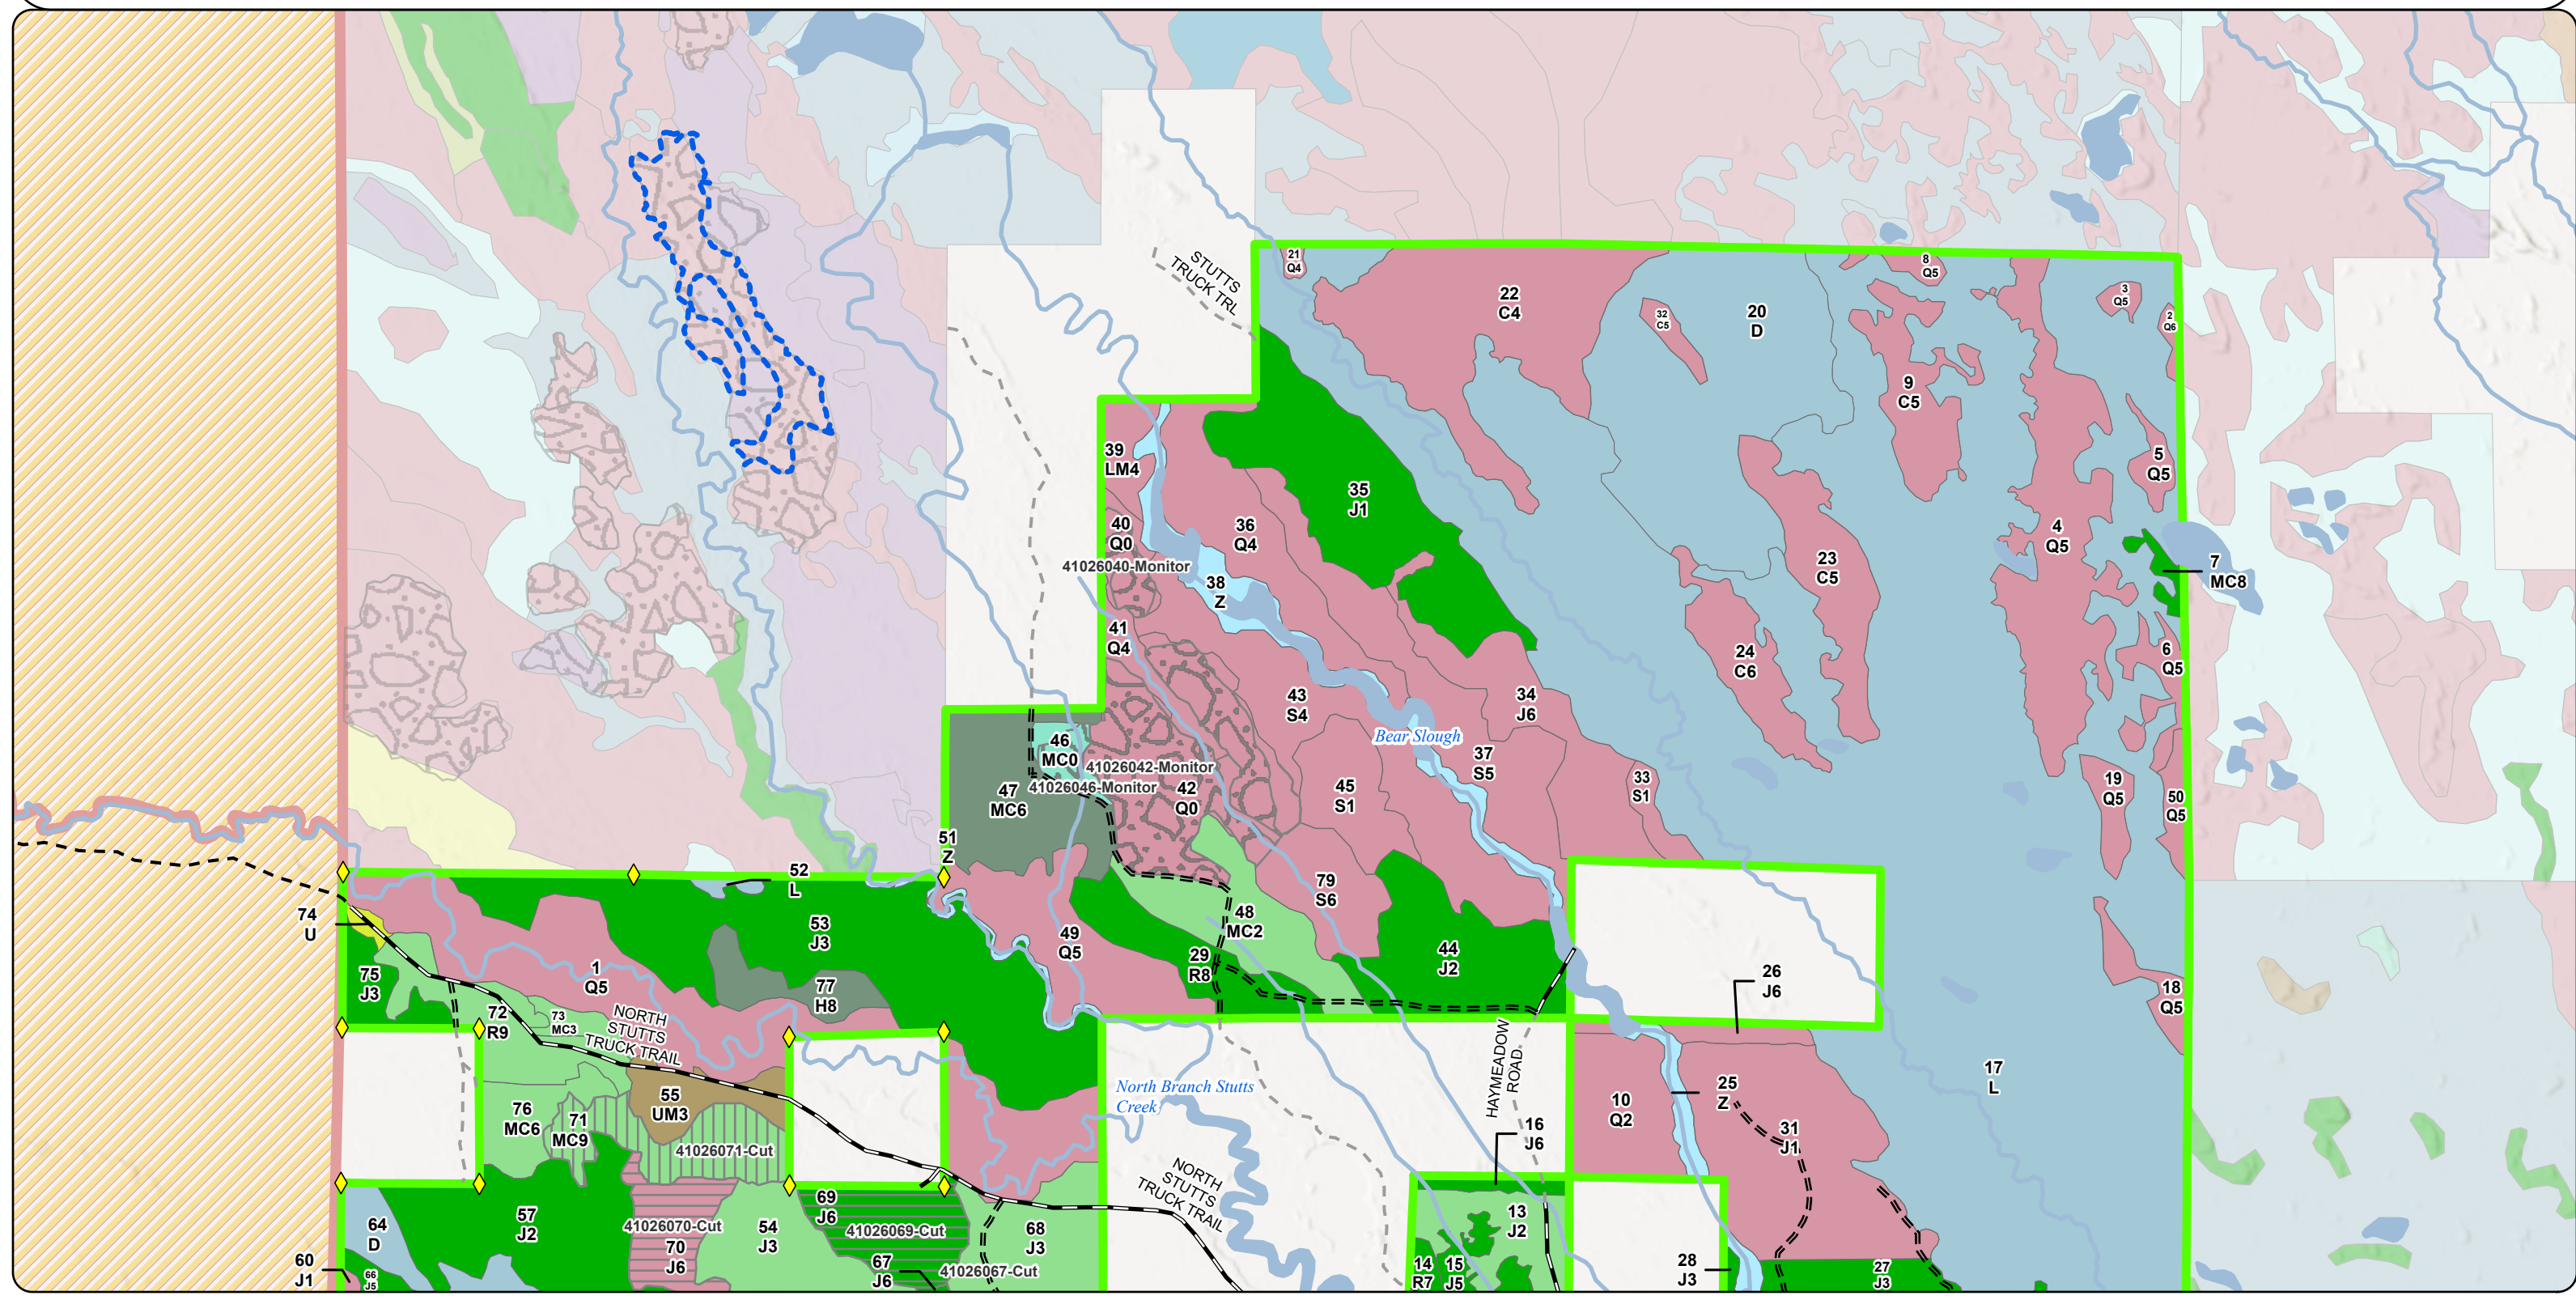 STUTTS
TRUCK TRL
21
Q4
22
C4
32
C5
20
D
8
Q5
3
Q5
2
Q6
9
C5
39
LM4
35
J1
5
Q5
40
Q0
36
Q4
4
Q5
41026040-Monitor
38
Z
23
C5
7
MC8
41
Q4
24
C6
6
Q5
43
S4
34
J6
Bear Slough
46
MC0
41026042-Monitor
41026046-Monitor
37
S5
47
MC6
42
Q0
45
S1
33
S1
19
Q5
50
Q5
51
Z
52
L
79
S6
74
U
53
J3
49
Q5
48
MC2
29
R8
44
J2
75
J3
1
Q5
77
H8
26
J6
18
Q5
72
R9
73
MC3
NORTH
STUTTS
TRUCK TRAIL
HAYMEADOW
ROAD
17
L
North Branch Stutts
Creek
55
UM3
76
MC6
71
MC9
41026071-Cut
10
Q2
25
Z
16
J6
31
J1
NORTH
STUTTS
TRUCK TRAIL
64
D
57
J2
41026070-Cut
70
J6
54
J3
69
J6
41026069-Cut
68
J3
13
J2
60
J1
66
J5
67
J6
41026067-Cut
14
R7
15
J5
28
J3
27
J3